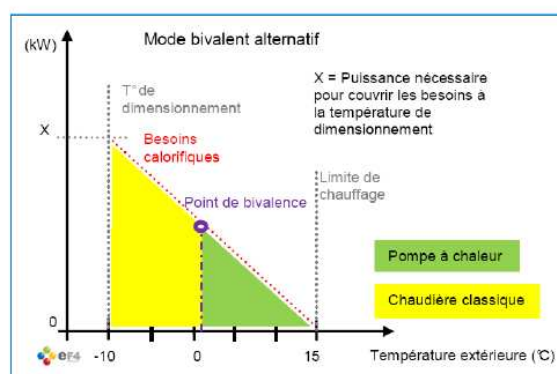 Mode bivalent alternatif
(kW)
T° de
dimensionnement
X = Puissance nécessaire
pour couvrir les besoins à
la température de
dimensionnement
X
Besoins
calorifiques
Limite de
chauffage
Point de bivalence
Pompe à chaleur
Chaudière classique
0
eF4
-10
0
15
Température extérieure (°C)